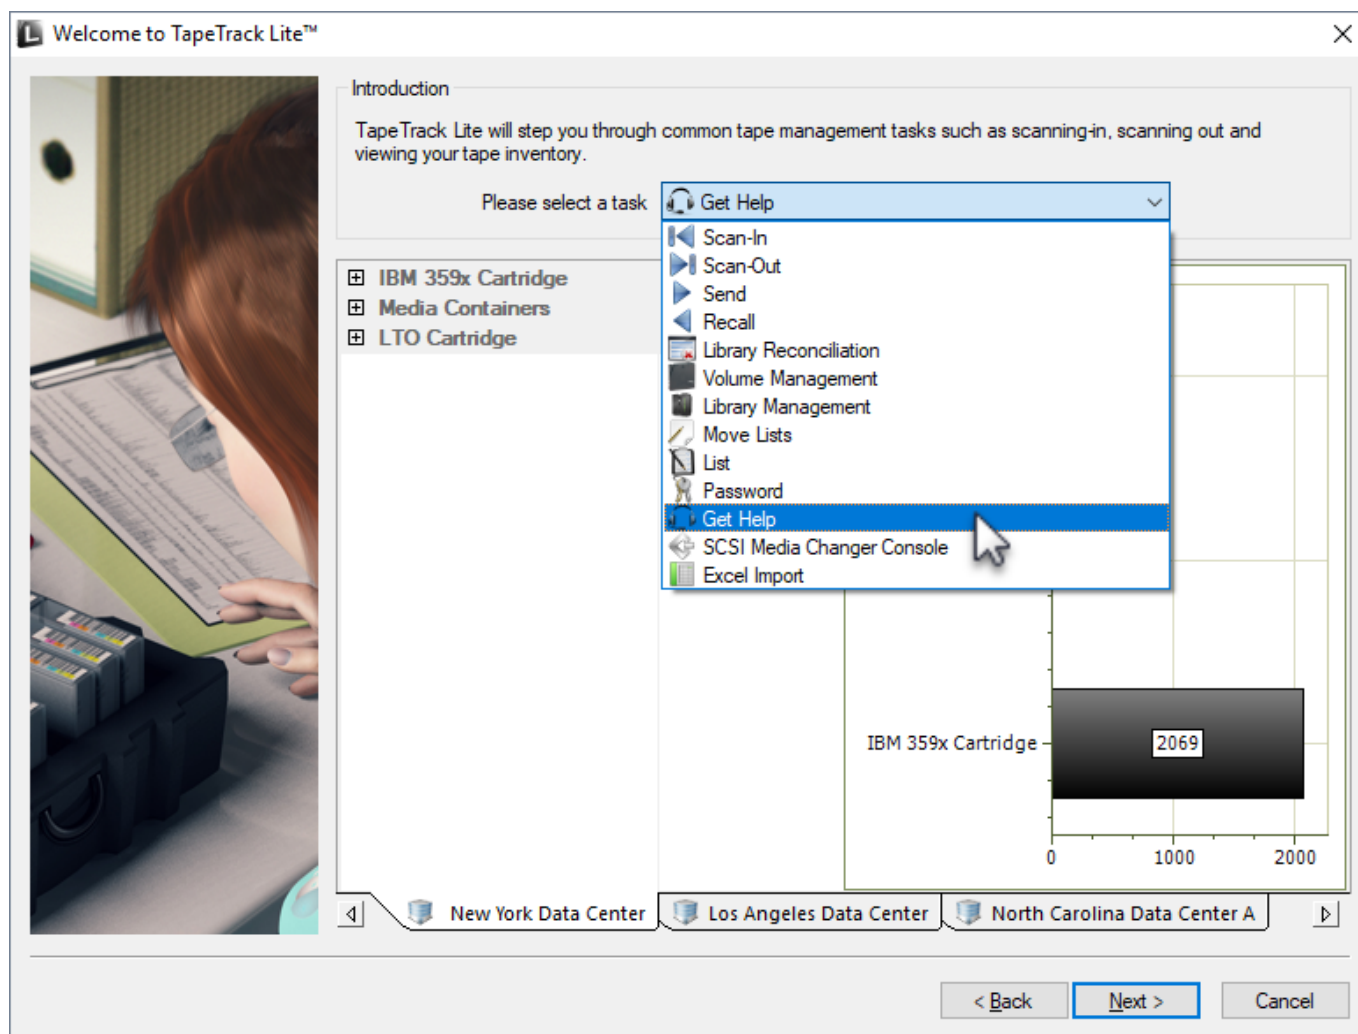 Welcome to TapeTrack Lite™
Introduction
TapeTrack Lite will step you through common tape management tasks such as scanning-in, scanning out and
viewing your tape inventory.
Please select a task
Get Help
Scan-In
Scan-Out
Send
Recall
Library Reconciliation
Volume Management
Library Management
Move Lists
List
Password
Get Help
SCSI Media Changer Console
Excel Import
IBM 359x Cartridge
Media Containers
LTO Cartridge
IBM 359x Cartridge
2069
0 1000 2000
New York Data Center
Los Angeles Data Center
North Carolina Data Center A
< Back
Next >
Cancel